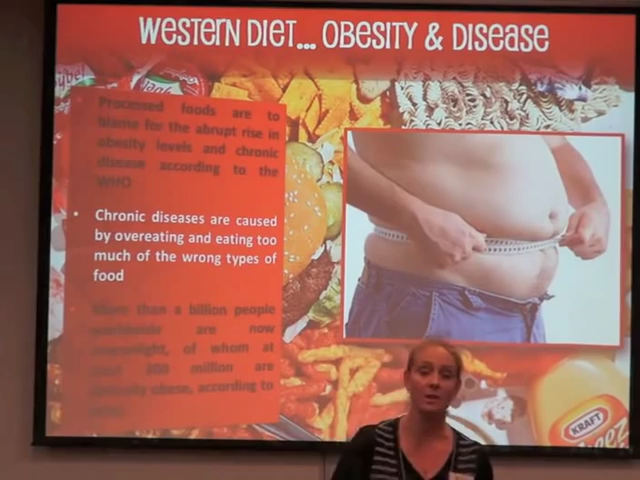 WESTERN DIET... OBESITY & DISEASE
Processed foods are to
blame for the abrupt rise in
obesity levels and chronic
disease according to the
WHO
• Chronic diseases are caused
by overeating and eating too
much of the wrong types of
food
More than a billion people
worldwide are now
overweight, of whom at
least 300 million are
obese, according to
KRAFT